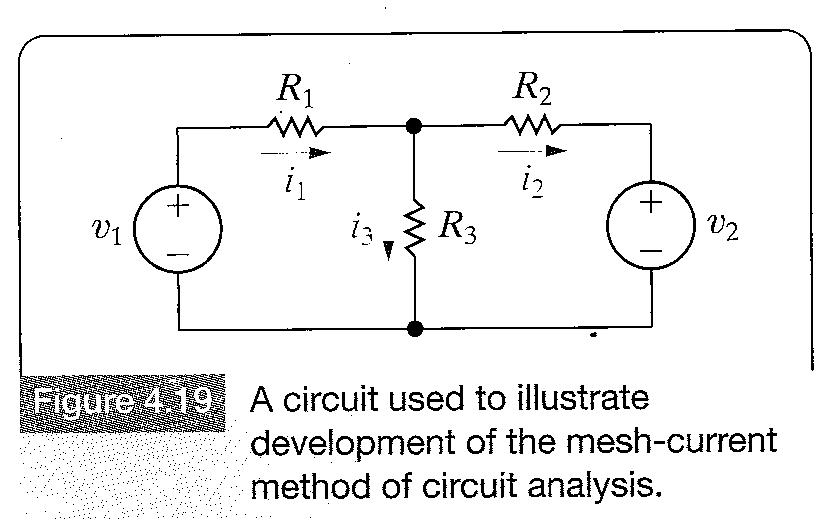 R1 R2
i1 i2
v1 + i3 R3 + v2
− −
Figure 4.19 A circuit used to illustrate
development of the mesh-current
method of circuit analysis.